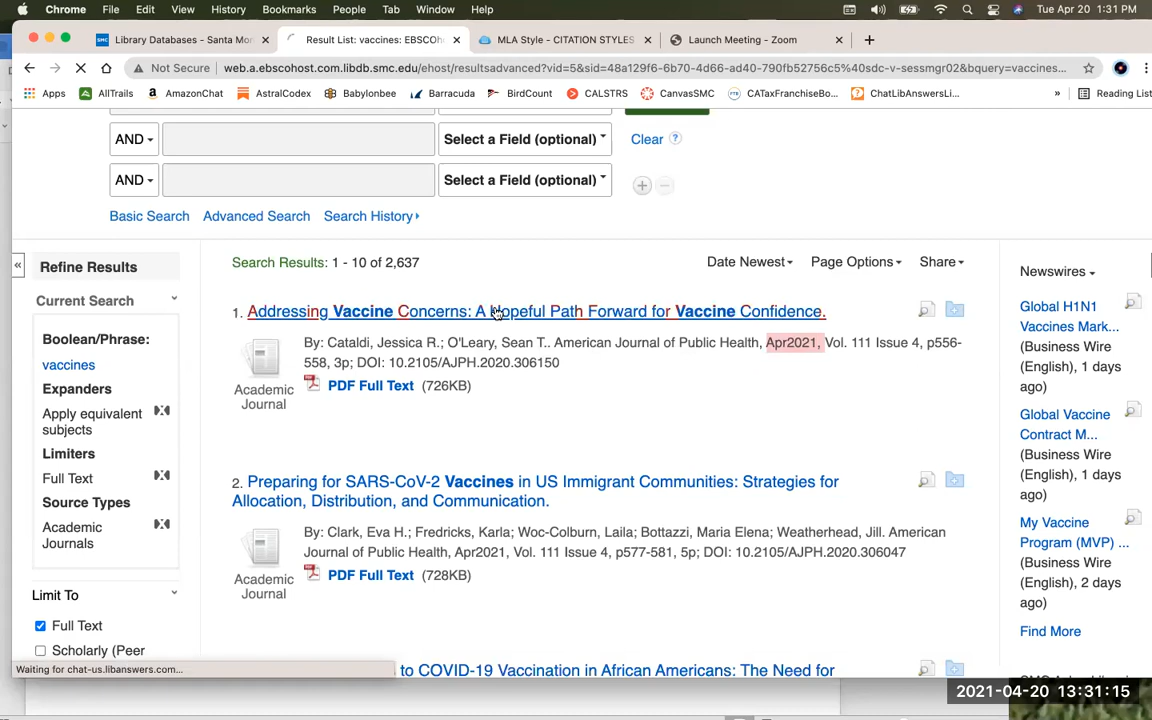 Chrome File Edit View History Bookmarks People Tab Window Help Tue Apr 20 1:31 PM
SMC Library Databases - Santa Mo Result List: vaccines: EBSCOh MLA Style - CITATION STYLES Launch Meeting - Zoom
Not Secure web.a.ebscohost.com.libdb.smc.edu/ehost/resultsadvanced?vid=5&sid=48a129f6-6b70-4d66-ad40-790fb52756c5%40sdc-v-sessmgr02&bquery=vaccines...
Apps AllTrails AmazonChat AstralCodex Babylonbee Barracuda BirdCount CALSTRS CanvasSMC CATaxFranchiseBo... ChatLibAnswersLi... » Reading List
AND Select a Field (optional) Clear ?
AND Select a Field (optional)
Basic Search Advanced Search Search History
«
Refine Results
Current Search
Boolean/Phrase:
vaccines
Expanders
Apply equivalent
subjects
Limiters
Full Text
Source Types
Academic
Journals
Limit To
Full Text
Scholarly (Peer
Search Results: 1 - 10 of 2,637
Date Newest Page Options Share
1. Addressing Vaccine Concerns: A Hopeful Path Forward for Vaccine Confidence.
By: Cataldi, Jessica R.; O'Leary, Sean T.. American Journal of Public Health, Apr2021, Vol. 111 Issue 4, p556-
558, 3p; DOI: 10.2105/AJPH.2020.306150
Academic
Journal
PDF Full Text (726KB)
2. Preparing for SARS-CoV-2 Vaccines in US Immigrant Communities: Strategies for
Allocation, Distribution, and Communication.
By: Clark, Eva H.; Fredricks, Karla; Woc-Colburn, Laila; Bottazzi, Maria Elena; Weatherhead, Jill. American
Journal of Public Health, Apr2021, Vol. 111 Issue 4, p577-581, 5p; DOI: 10.2105/AJPH.2020.306047
Academic
Journal
PDF Full Text (728KB)
to COVID-19 Vaccination in African Americans: The Need for
Newswires
Global H1N1
Vaccines Mark...
(Business Wire
(English), 1 days
ago)
Global Vaccine
Contract M...
(Business Wire
(English), 1 days
ago)
My Vaccine
Program (MVP) ...
(Business Wire
(English), 2 days
ago)
Find More
Waiting for chat-us.libanswers.com...
2021-04-20 13:31:15